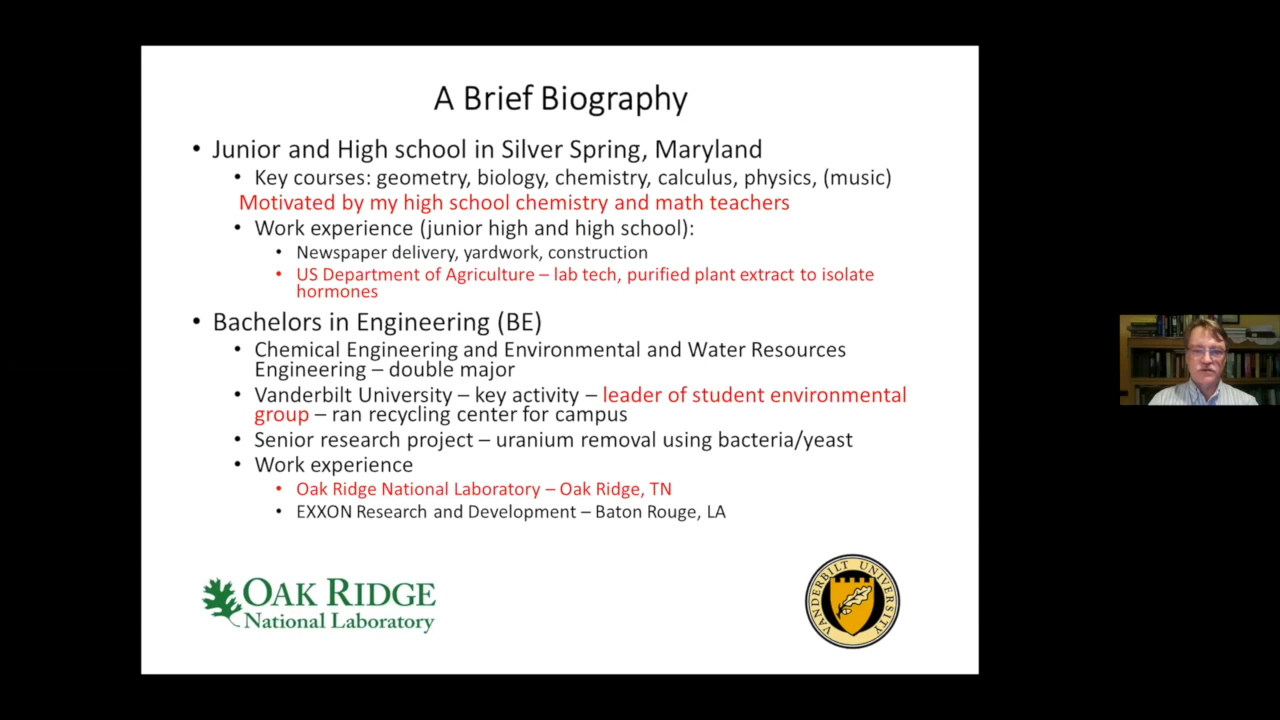 A Brief Biography
• Junior and High school in Silver Spring, Maryland
• Key courses: geometry, biology, chemistry, calculus, physics, (music)
Motivated by my high school chemistry and math teachers
• Work experience (junior high and high school):
• Newspaper delivery, yardwork, construction
• US Department of Agriculture – lab tech, purified plant extract to isolate
hormones
• Bachelors in Engineering (BE)
• Chemical Engineering and Environmental and Water Resources
Engineering – double major
• Vanderbilt University – key activity – leader of student environmental
group – ran recycling center for campus
• Senior research project – uranium removal using bacteria/yeast
• Work experience
• Oak Ridge National Laboratory – Oak Ridge, TN
• EXXON Research and Development – Baton Rouge, LA
OAK RIDGE
National Laboratory
VANDERBILT UNIVERSITY